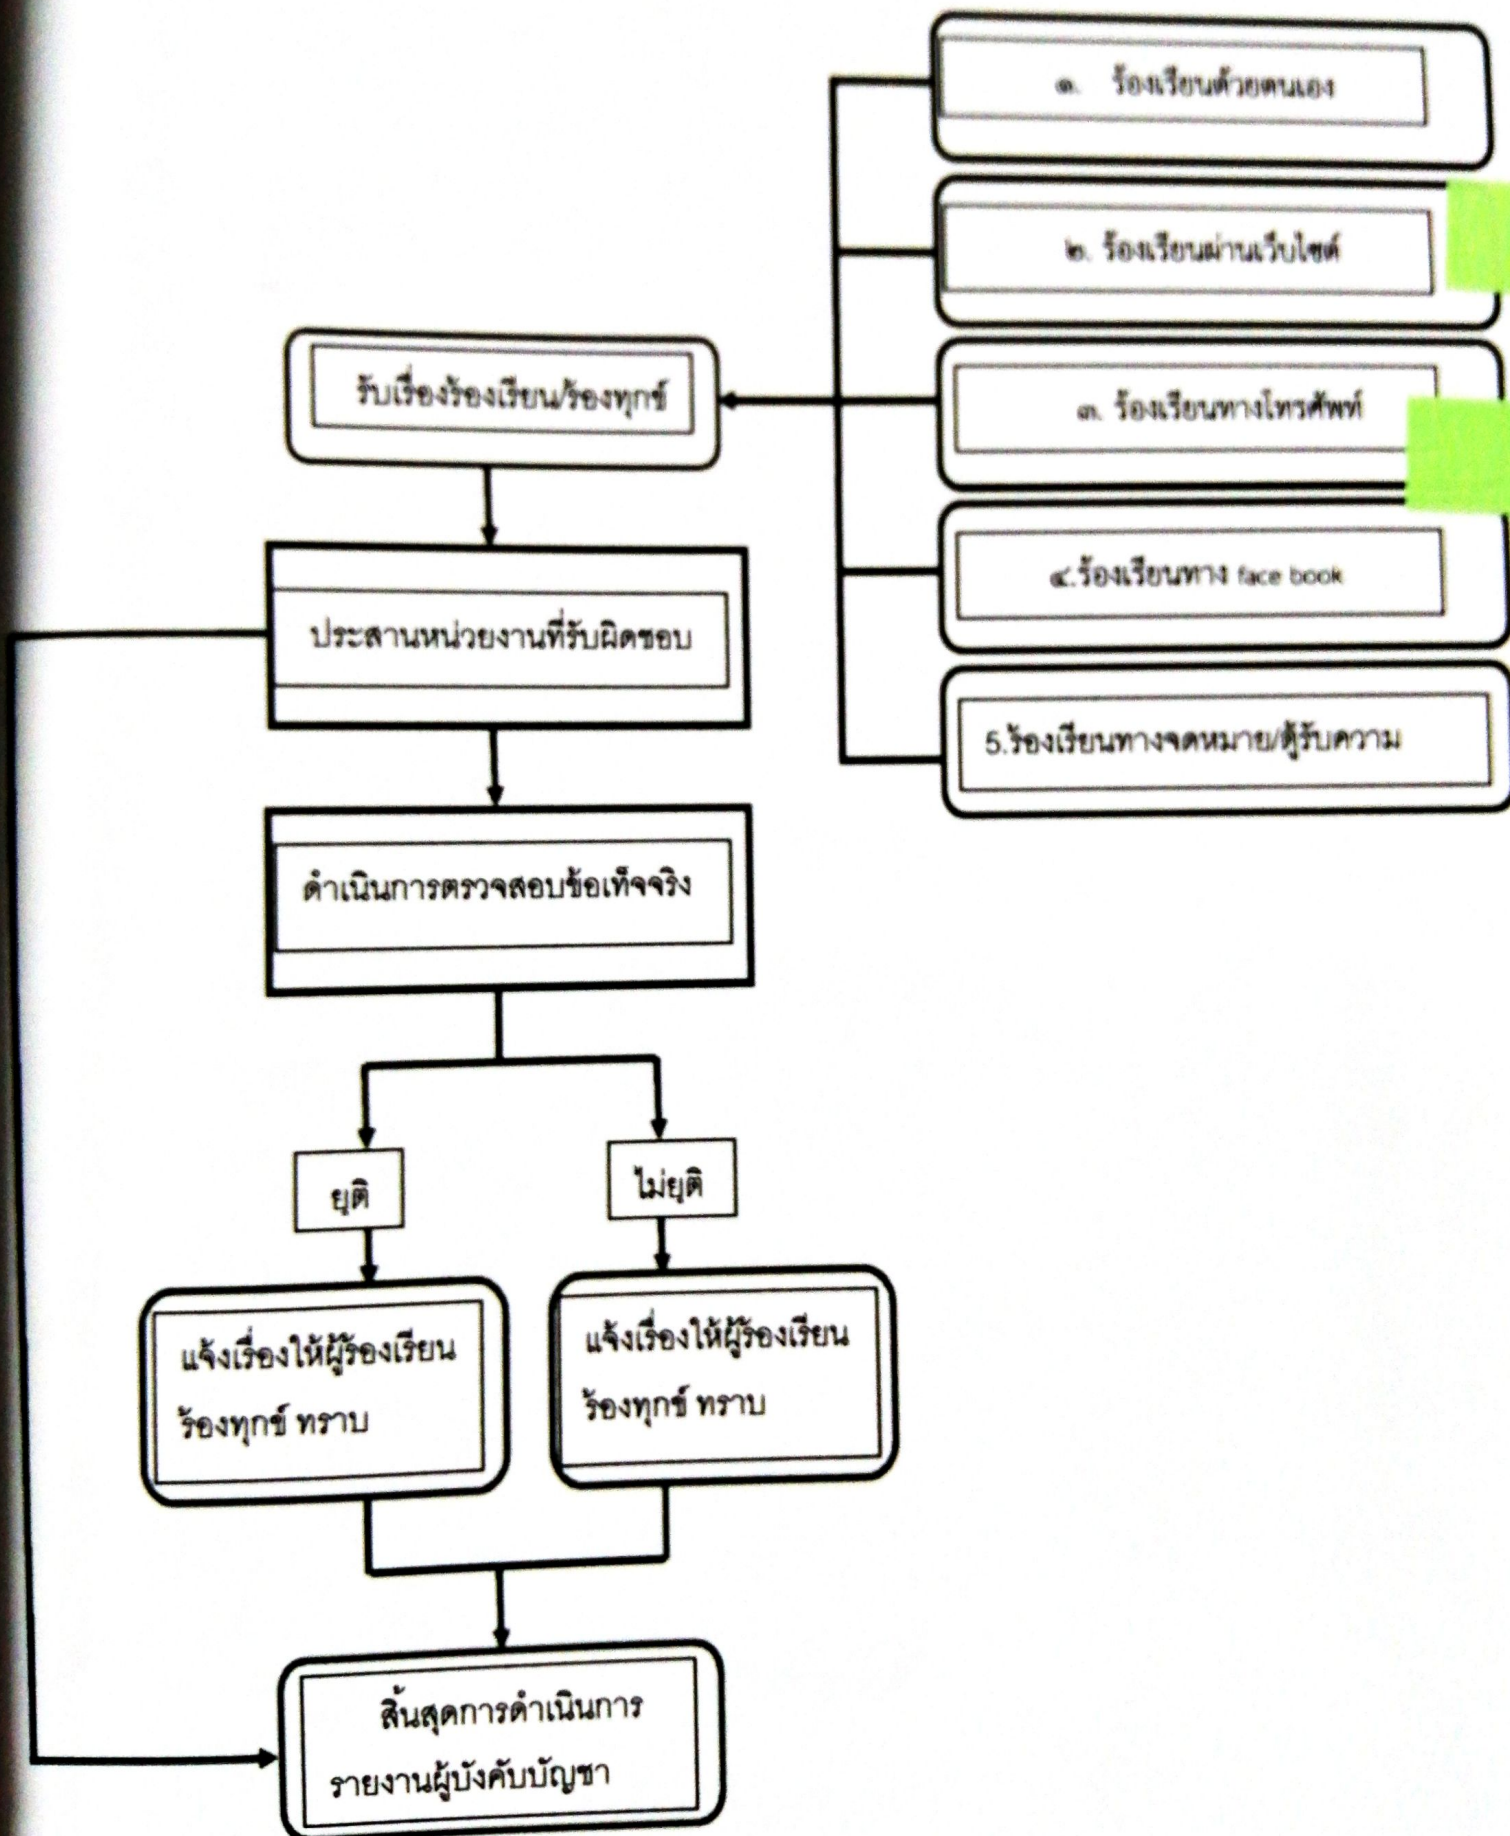 ๑. ร้องเรียนด้วยตนเอง
๒. ร้องเรียนผ่านเว็บไซต์
๓. ร้องเรียนทางโทรศัพท์
๔.ร้องเรียนทาง face book
5.ร้องเรียนทางจดหมาย/ตู้รับความ
รับเรื่องร้องเรียน/ร้องทุกข์
ประสานหน่วยงานที่รับผิดชอบ
ดำเนินการตรวจสอบข้อเท็จจริง
ยุติ
ไม่ยุติ
แจ้งเรื่องให้ผู้ร้องเรียน
ร้องทุกข์ ทราบ
แจ้งเรื่องให้ผู้ร้องเรียน
ร้องทุกข์ ทราบ
สิ้นสุดการดำเนินการ
รายงานผู้บังคับบัญชา